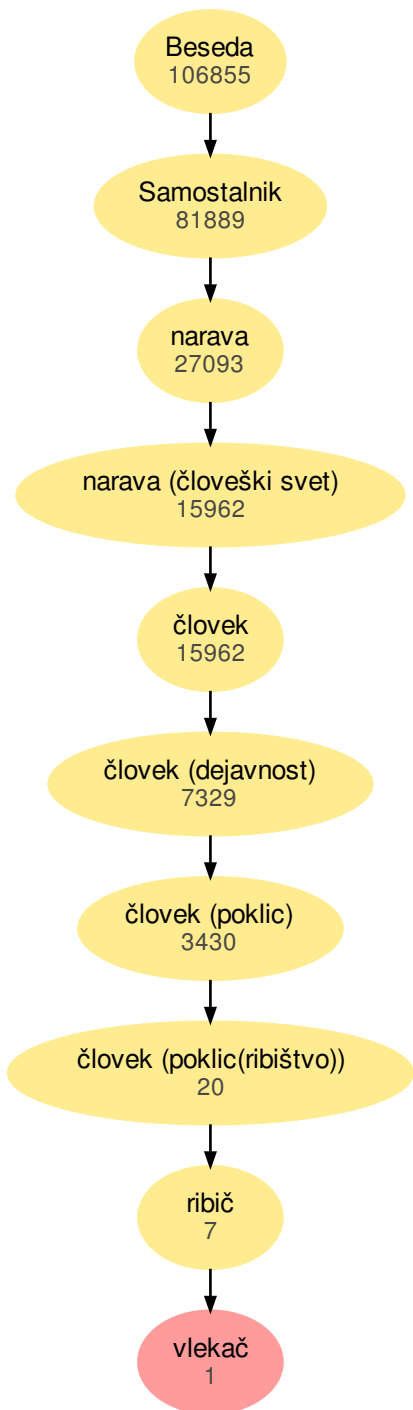 Beseda
106855
Samostalnik
81889
narava
27093
narava (človeški svet)
15962
človek
15962
človek (dejavnost)
7329
človek (poklic)
3430
človek (poklic(ribištvo))
20
ribič
7
vlekač
1